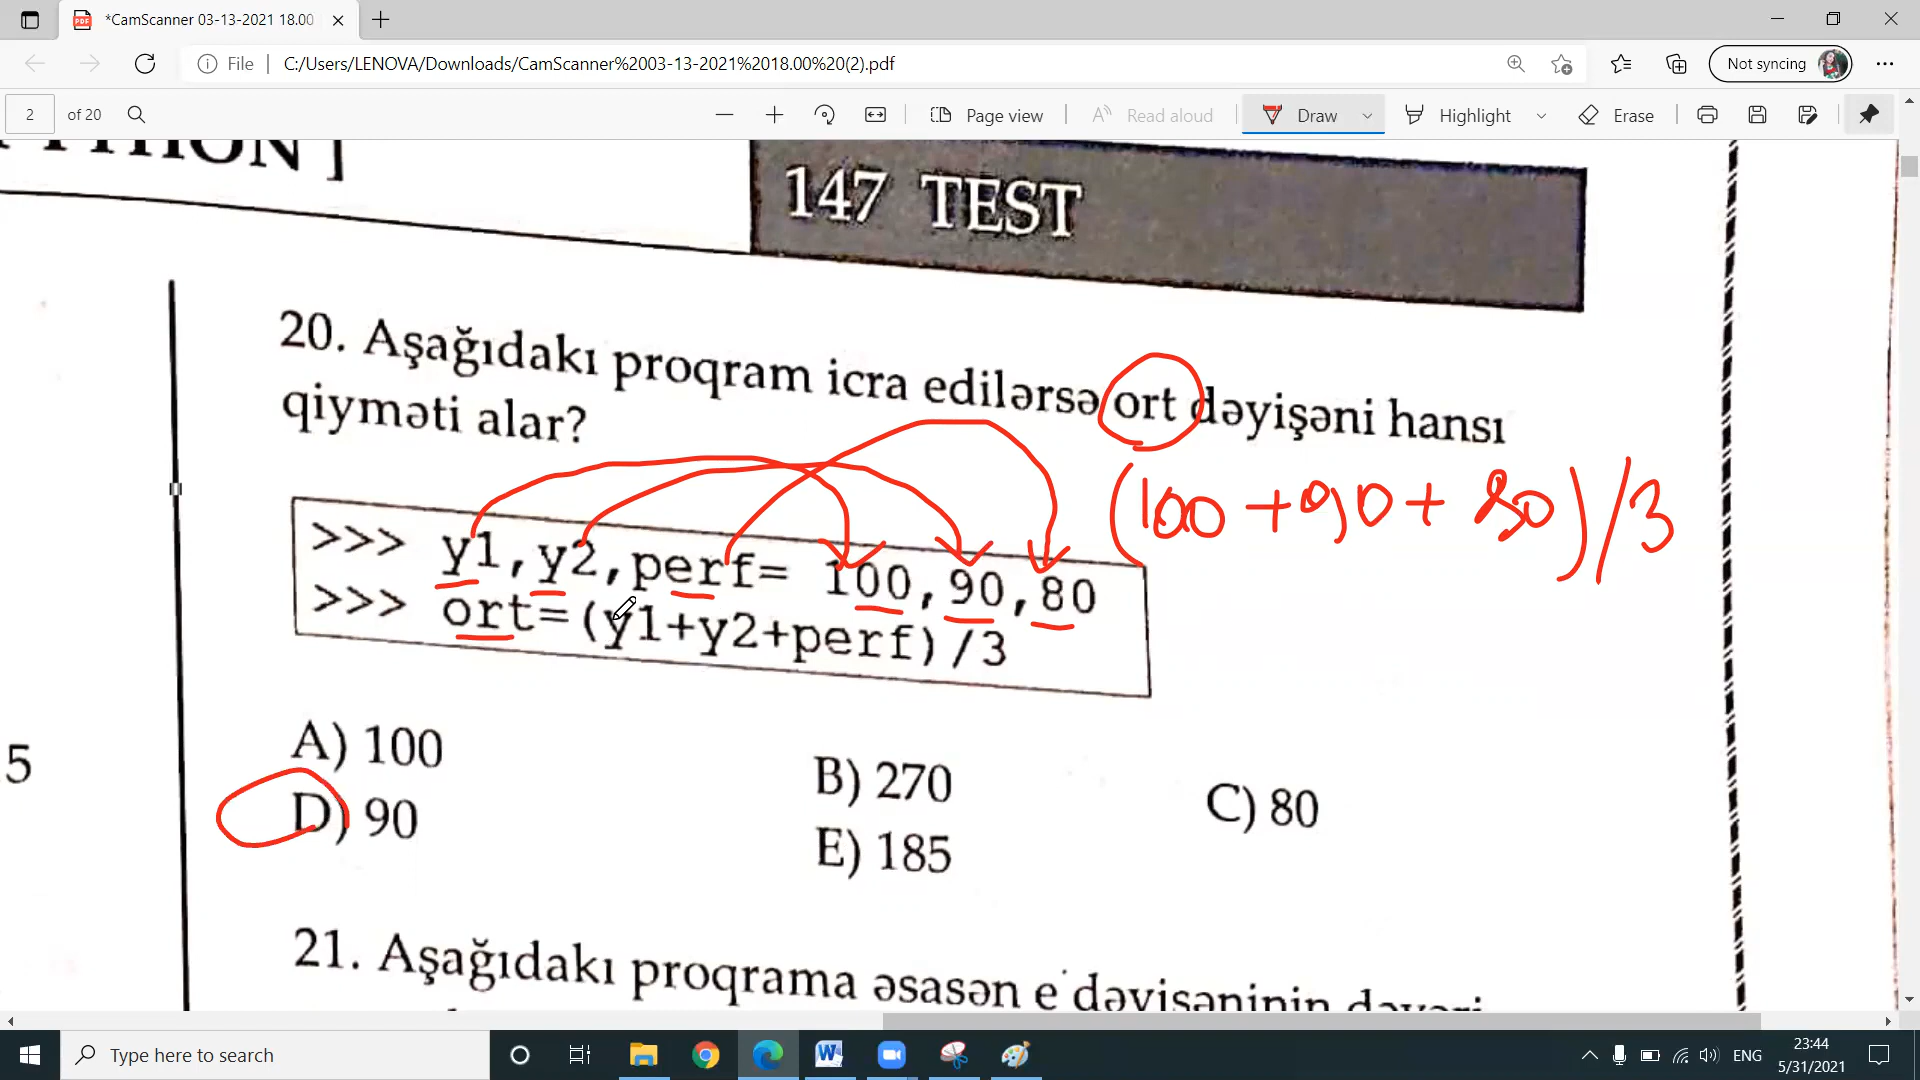 *CamScanner 03-13-2021 18.00
File
C:/Users/LENOVA/Downloads/CamScanner%2003-13-2021%2018.00%20(2).pdf
Not syncing
2 of 20
Page view
Read aloud
Draw
Highlight
Erase
147 TEST
20. Aşağıdakı proqram icra edilərsə ort dəyişəni hansı
qiyməti alar?
(100+90+80)/3
>>> y1,y2,perf= 100,90,80
>>> ort=(y1+y2+perf)/3
A) 100
B) 270
C) 80
D) 90
E) 185
5
21. Aşağıdakı proqrama əsasən e dəyişəninin dəyəri
Type here to search
ENG
23:44
5/31/2021